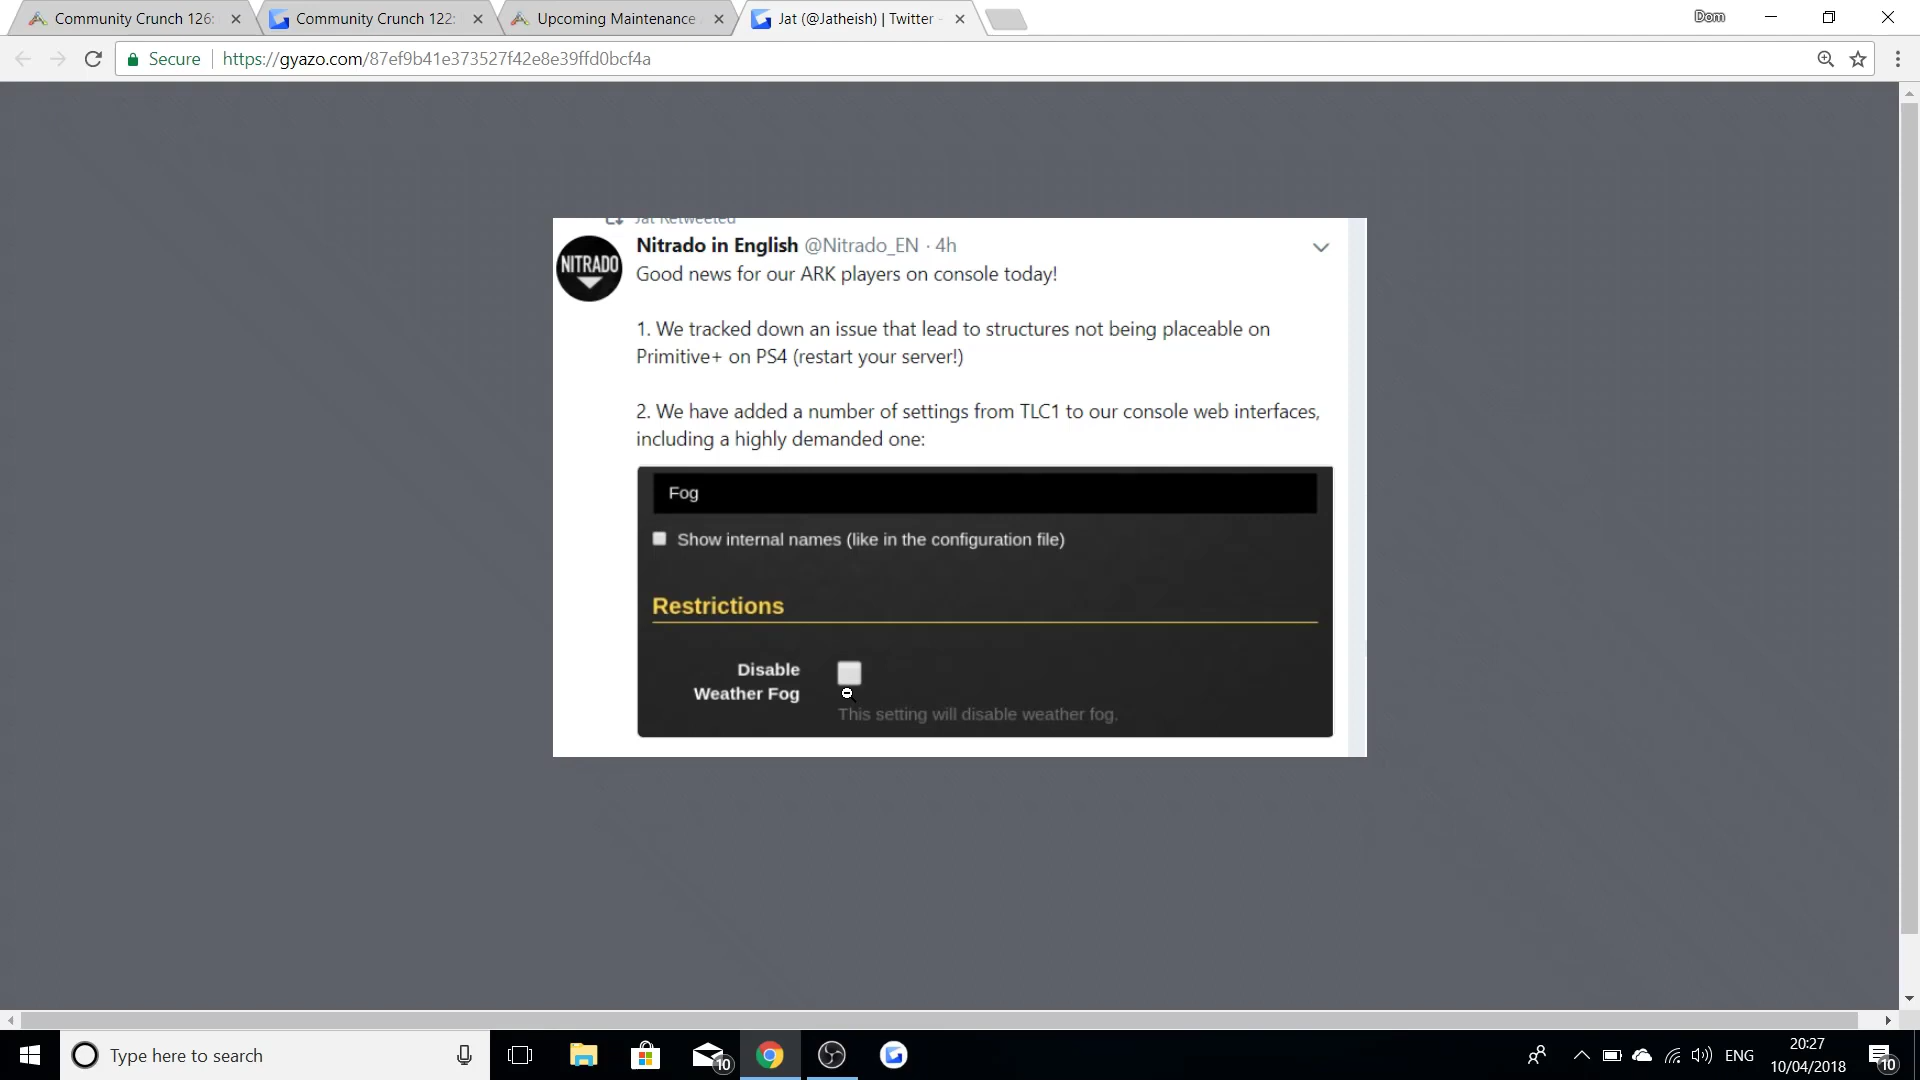 Community Crunch 126:
Community Crunch 122:
Upcoming Maintenance
Jat (@Jatheish) | Twitter -
Dom
Secure
https://gyazo.com/87ef9b41e373527f42e8e39ffd0bcf4a
Jat Retweeted
NITRADO
Nitrado in English @Nitrado_EN · 4h
Good news for our ARK players on console today!
1. We tracked down an issue that lead to structures not being placeable on
Primitive+ on PS4 (restart your server!)
2. We have added a number of settings from TLC1 to our console web interfaces,
including a highly demanded one:
Fog
Show internal names (like in the configuration file)
Restrictions
Disable
Weather Fog
This setting will disable weather fog.
Type here to search
10
ENG
20:27
10/04/2018
10